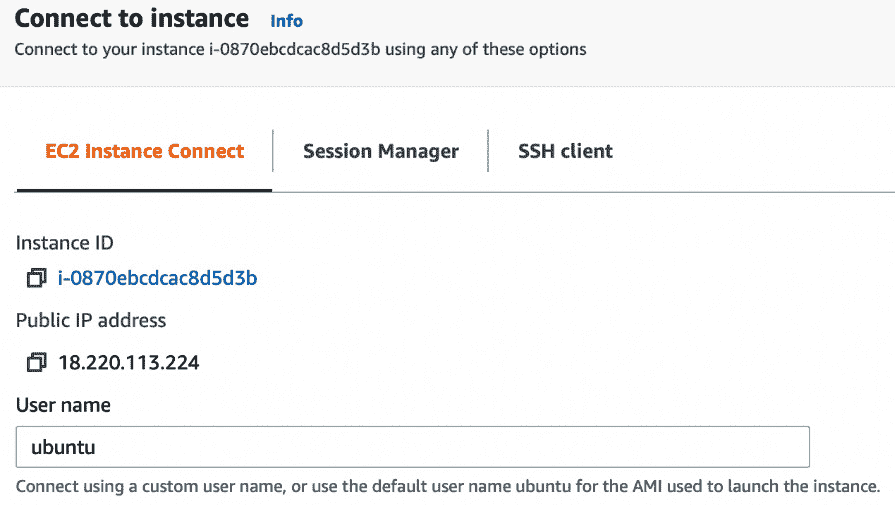 Connect to instance Info
Connect to your instance i-0870ebcdcac8d5d3b using any of these options
EC2 Instance Connect Session Manager SSH client
Instance ID
i-0870ebcdcac8d5d3b
Public IP address
18.220.113.224
User name
ubuntu
Connect using a custom user name, or use the default user name ubuntu for the AMI used to launch the instance.